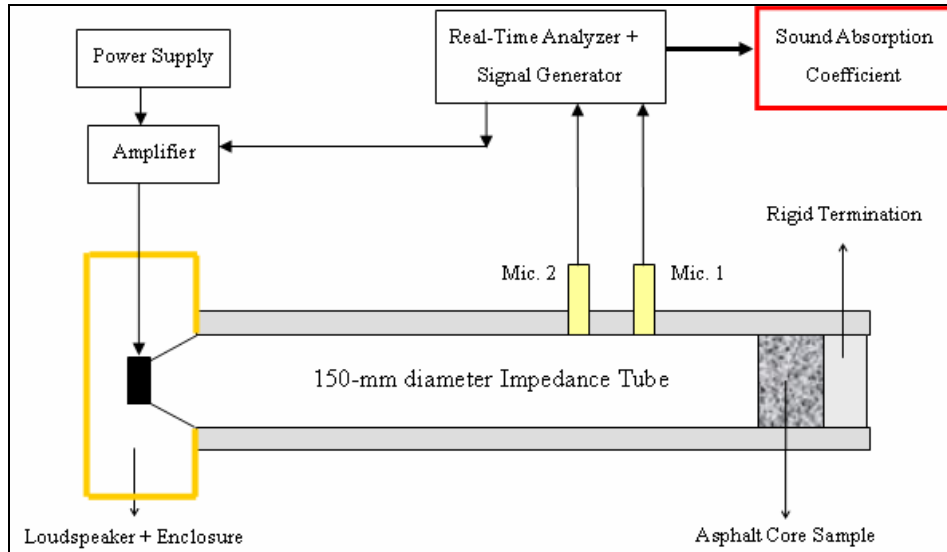 Power Supply
Real-Time Analyzer +
Signal Generator
Sound Absorption
Coefficient
Amplifier
Rigid Termination
Mic. 2
Mic. 1
150-mm diameter Impedance Tube
Loudspeaker + Enclosure
Asphalt Core Sample